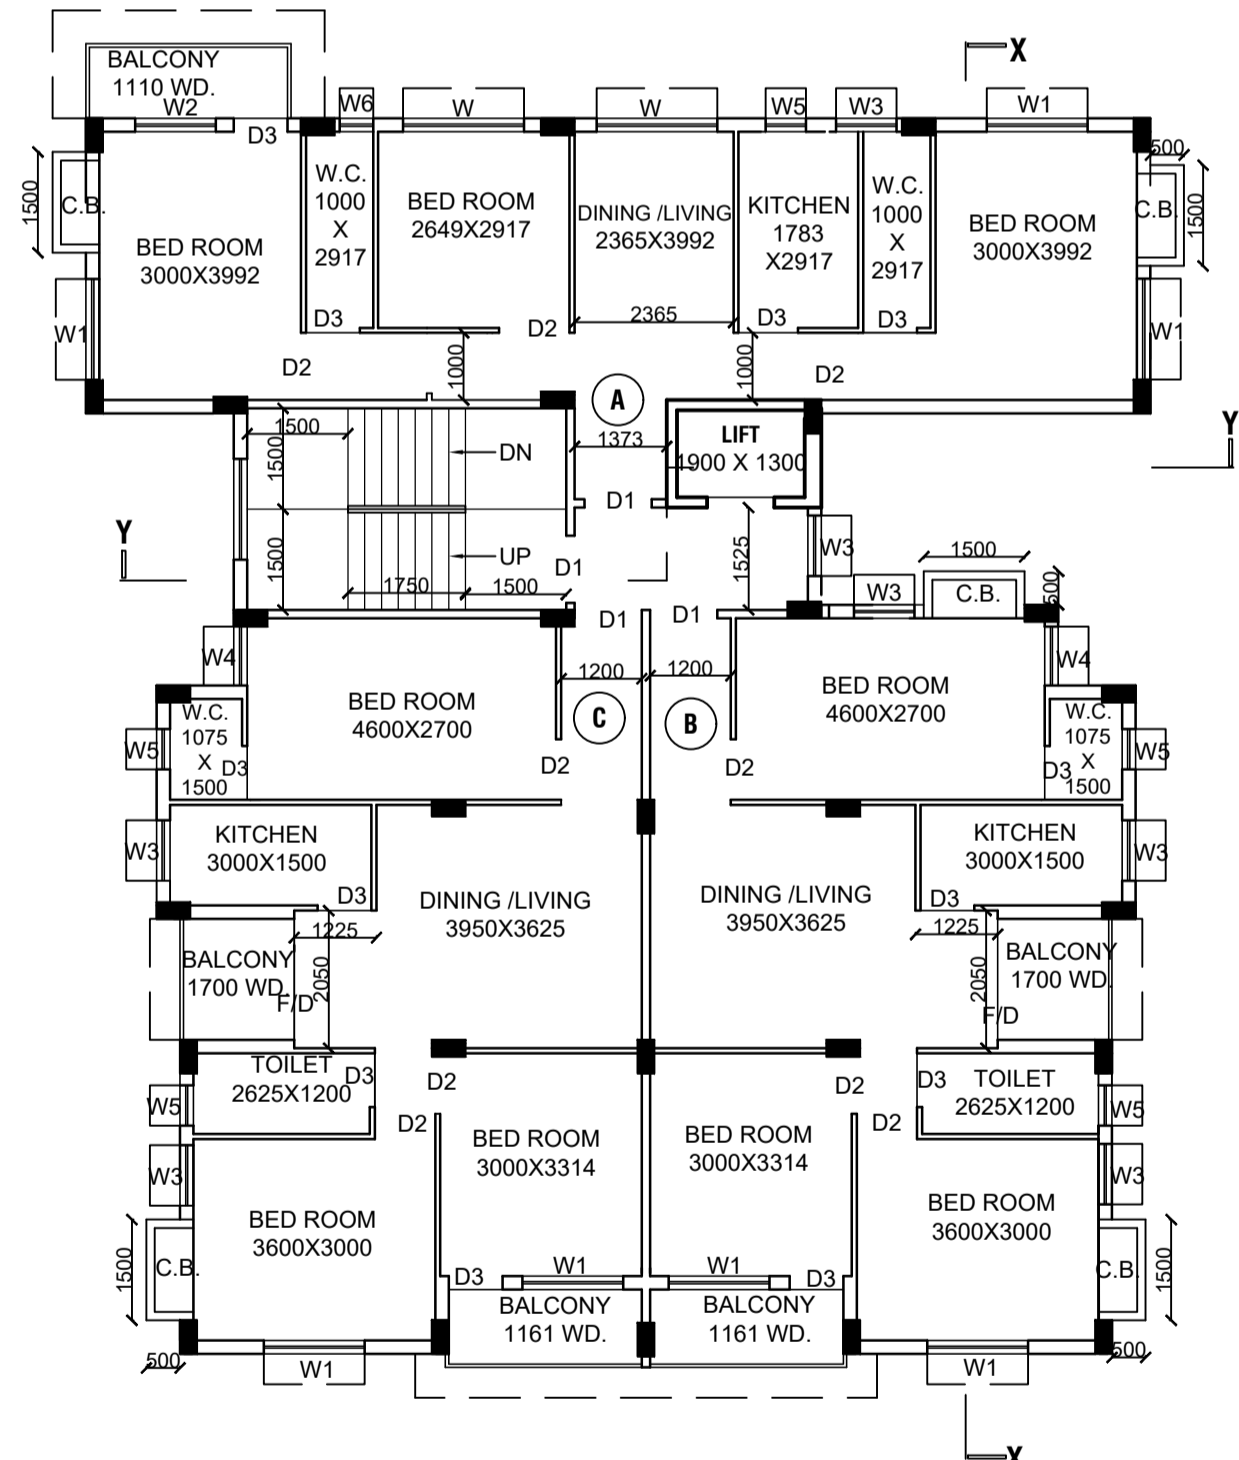 BALCONY
1110 WD.
W2
D3
W6
W
W
W5
W3
W1
X
500
1500
C.B.
W.C.
1000
X
2917
BED ROOM
2649X2917
DINING /LIVING
2365X3992
KITCHEN
1783
X2917
W.C.
1000
X
2917
BED ROOM
3000X3992
C.B.
1500
BED ROOM
3000X3992
W1
D3
D2
2365
D3
D3
W1
D2
1000
1000
D2
A
1500
1500
DN
1373
LIFT
1900 X 1300
Y
D1
Y
1500
UP
1750
1500
D1
1525
W3
1500
W3
C.B.
500
D1
D1
W4
1200
1200
W4
BED ROOM
4600X2700
C
B
BED ROOM
4600X2700
W.C.
1075
X
1500
W5
D3
D2
D2
W.C.
1075
X
1500
D3
W5
KITCHEN
3000X1500
W3
D3
KITCHEN
3000X1500
W3
D3
DINING /LIVING
3950X3625
DINING /LIVING
3950X3625
1225
1225
BALCONY
1700 WD.
2050
F/D
2050
BALCONY
1700 WD.
F/D
TOILET
2625X1200
D3
D2
D2
D3
TOILET
2625X1200
W5
D2
D2
W5
BED ROOM
3000X3314
BED ROOM
3000X3314
W3
W3
BED ROOM
3600X3000
BED ROOM
3600X3000
1500
C.B.
D3
W1
W1
D3
C.B.
1500
BALCONY
1161 WD.
BALCONY
1161 WD.
500
W1
W1
500
X